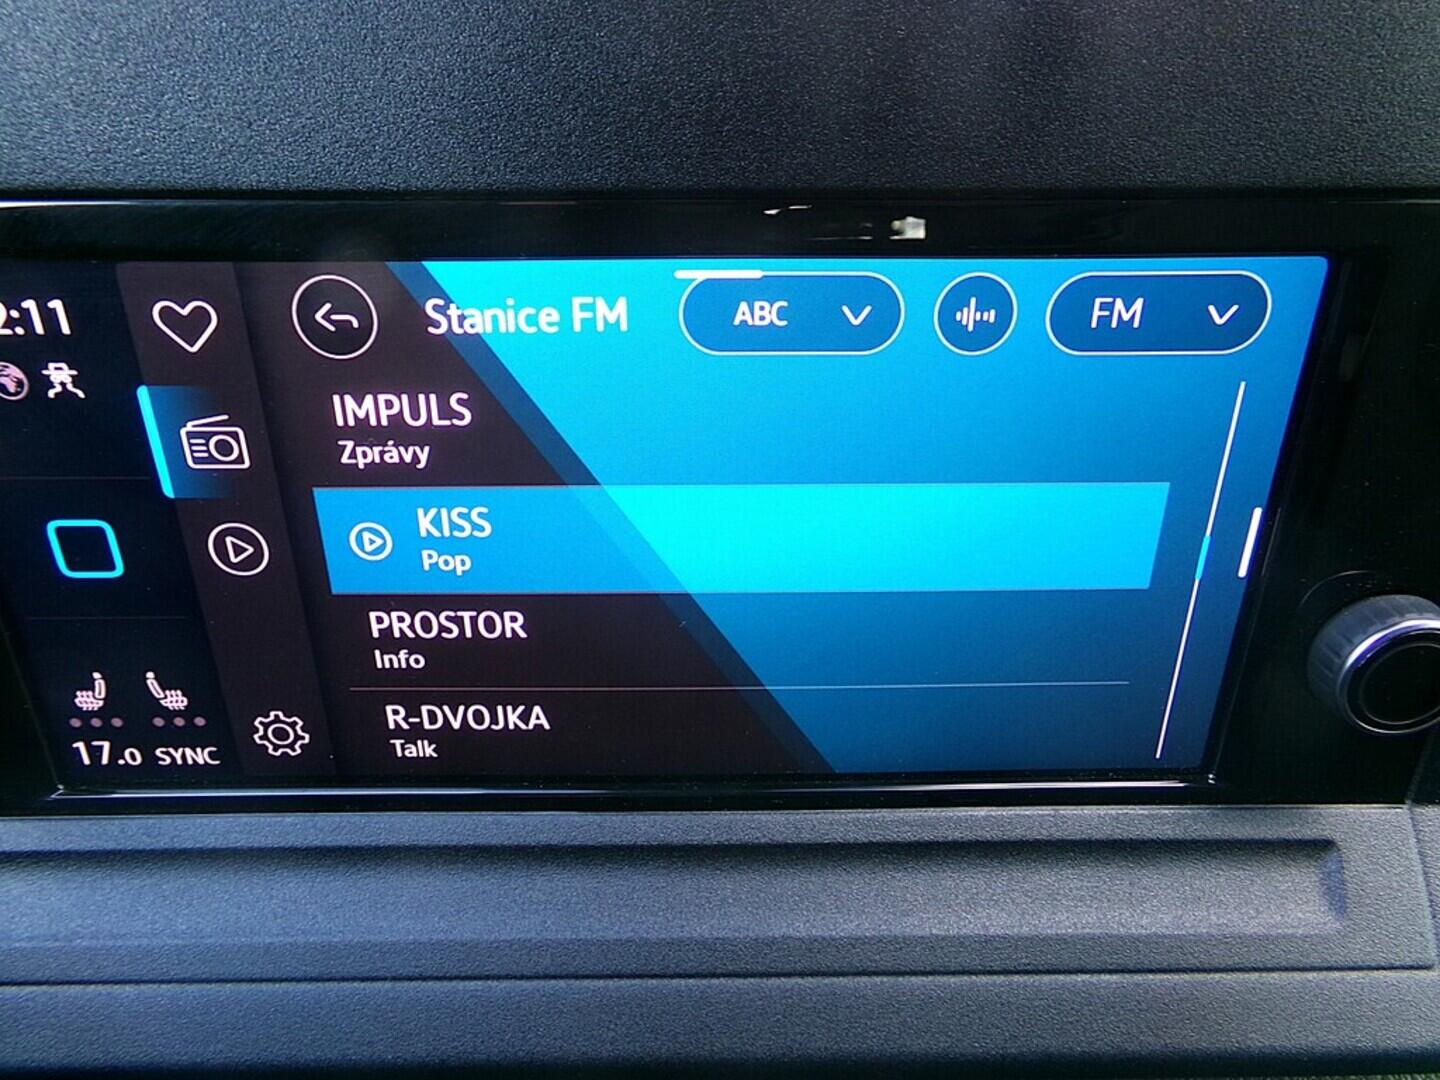 2:11
Stanice FM
ABC
FM
IMPULS
Zprávy
KISS
Pop
PROSTOR
Info
R-DVOJKA
Talk
17.0 SYNC